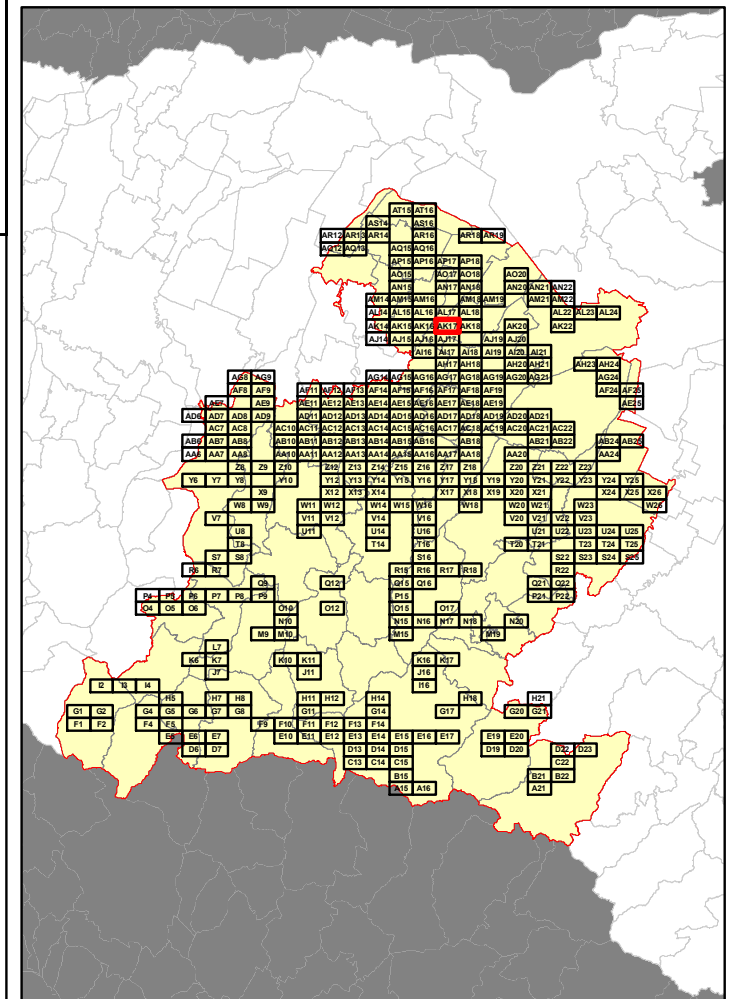 AT15 AT16
AS14 AS16
AR12 AR13 AR14 AR16 AR18 AR19
AQ12 AQ13 AQ15 AQ16
AP15 AP16 AP17 AP18
AO15 AO17 AO18 AO20
AN15 AN17 AN18 AN20 AN21 AN22
AM14 AM15 AM16 AM18 AM19 AM21 AM22
AL14 AL15 AL16 AL17 AL18 AL22 AL23 AL24
AK14 AK15 AK16 AK17 AK18 AK20 AK22
AJ14 AJ15 AJ16 AJ17 AJ19 AJ20
AI16 AI17 AI18 AI19 AI20 AI21
AH17 AH18 AH20 AH21 AH23 AH24
AG8 AG9 AG14 AG15 AG16 AG17 AG18 AG19 AG20 AG21 AG24
AF8 AF9 AF11 AF12 AF13 AF14 AF15 AF16 AF17 AF18 AF19 AF24 AF25
AE7 AE9 AE11 AE12 AE13 AE14 AE15 AE16 AE17 AE18 AE19 AE25
AD6 AD7 AD8 AD9 AD11 AD12 AD13 AD14 AD15 AD16 AD17 AD18 AD19 AD20 AD21
AC7 AC8 AC10 AC11 AC12 AC13 AC14 AC15 AC16 AC17 AC18 AC19 AC20 AC21 AC22
AB6 AB7 AB8 AB10 AB11 AB12 AB13 AB14 AB15 AB16 AB18 AB21 AB22 AB24 AB25
AA6 AA7 AA8 AA10 AA11 AA12 AA13 AA14 AA15 AA16 AA17 AA18 AA20 AA24
Z8 Z9 Z10 Z12 Z13 Z14 Z15 Z16 Z17 Z18 Z20 Z21 Z22 Z23
Y6 Y7 Y8 Y10 Y12 Y13 Y14 Y15 Y16 Y17 Y18 Y19 Y20 Y21 Y22 Y23 Y24 Y25
X9 X12 X13 X14 X17 X18 X19 X20 X21 X24 X25 X26
W8 W9 W11 W12 W14 W15 W16 W18 W20 W21 W23 W26
V7 V11 V12 V14 V16 V20 V21 V22 V23
U8 U11 U14 U16 U21 U22 U23 U24 U25
T8 T14 T16 T20 T21 T23 T24 T25
S7 S8 S16 S22 S23 S24 S25
R6 R7 R15 R16 R17 R18 R22
Q9 Q12 Q15 Q16 Q21 Q22
P4 P5 P6 P7 P8 P9 P15 P21 P22
O4 O5 O6 O10 O12 O15 O17
N10 N15 N16 N17 N18 N20
M9 M10 M15 M19
L7
K6 K7 K10 K11 K16 K17
J7 J11 J16
I2 I3 I4 I16
H5 H7 H8 H11 H12 H14 H18 H21
G1 G2 G4 G5 G6 G7 G8 G11 G14 G17 G20 G21
F1 F2 F4 F5 F9 F10 F11 F12 F13 F14
E5 E6 E7 E10 E11 E12 E13 E14 E15 E16 E17 E19 E20
D6 D7 D13 D14 D15 D19 D20 D22 D23
C13 C14 C15 C22
B15 B21 B22
A15 A16 A21